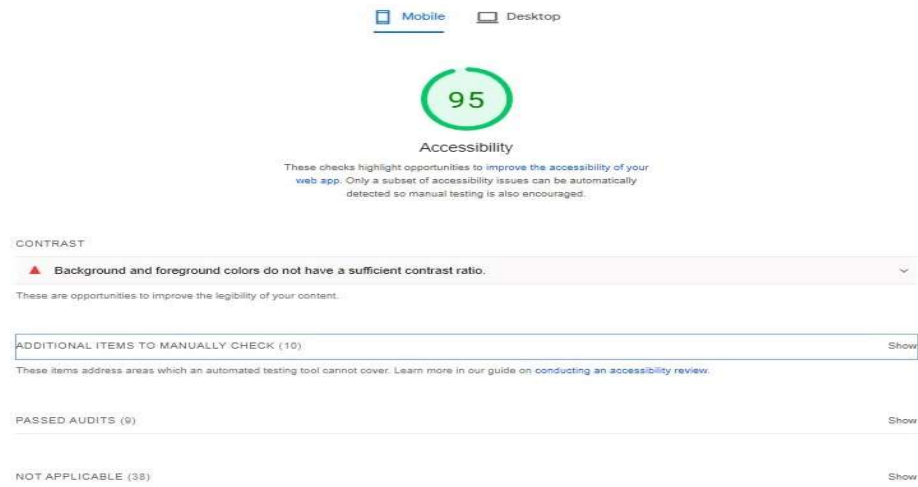 Mobile Desktop
95
Accessibility
These checks highlight opportunities to improve the accessibility of your
web app. Only a subset of accessibility issues can be automatically
detected so manual testing is also encouraged.
CONTRAST
Background and foreground colors do not have a sufficient contrast ratio.
These are opportunities to improve the legibility of your content.
ADDITIONAL ITEMS TO MANUALLY CHECK (10) Show
These items address areas which an automated testing tool cannot cover. Learn more in our guide on conducting an accessibility review.
PASSED AUDITS (9) Show
NOT APPLICABLE (38) Show